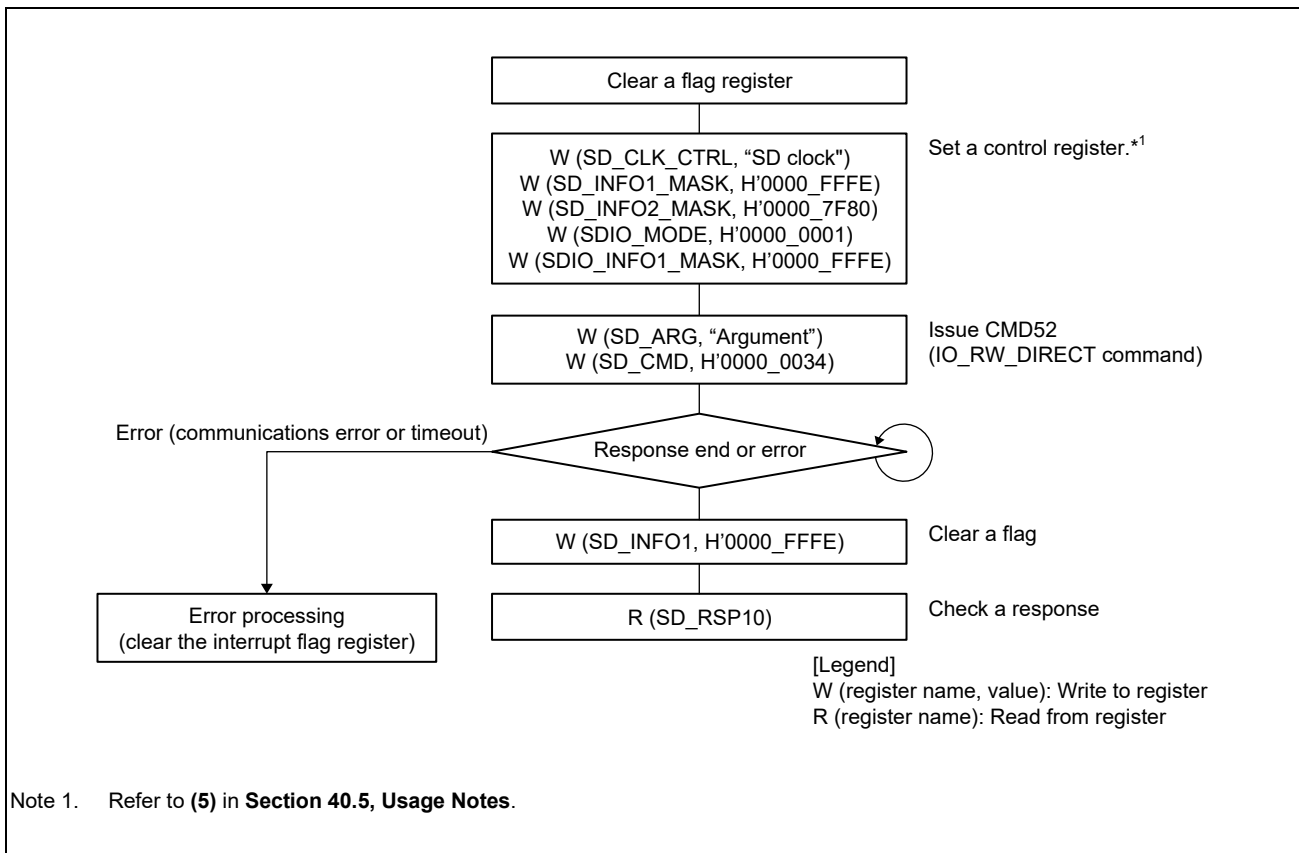 Clear a flag register
W (SD_CLK_CTRL, “SD clock")
W (SD_INFO1_MASK, H’0000_FFFE)
W (SD_INFO2_MASK, H’0000_7F80)
W (SDIO_MODE, H’0000_0001)
W (SDIO_INFO1_MASK, H’0000_FFFE)
Set a control register.*1
W (SD_ARG, “Argument”)
W (SD_CMD, H’0000_0034)
Issue CMD52
(IO_RW_DIRECT command)
Error (communications error or timeout)
Response end or error
W (SD_INFO1, H’0000_FFFE)
Clear a flag
Error processing
(clear the interrupt flag register)
R (SD_RSP10)
Check a response
[Legend]
W (register name, value): Write to register
R (register name): Read from register
Note 1. Refer to (5) in Section 40.5, Usage Notes.